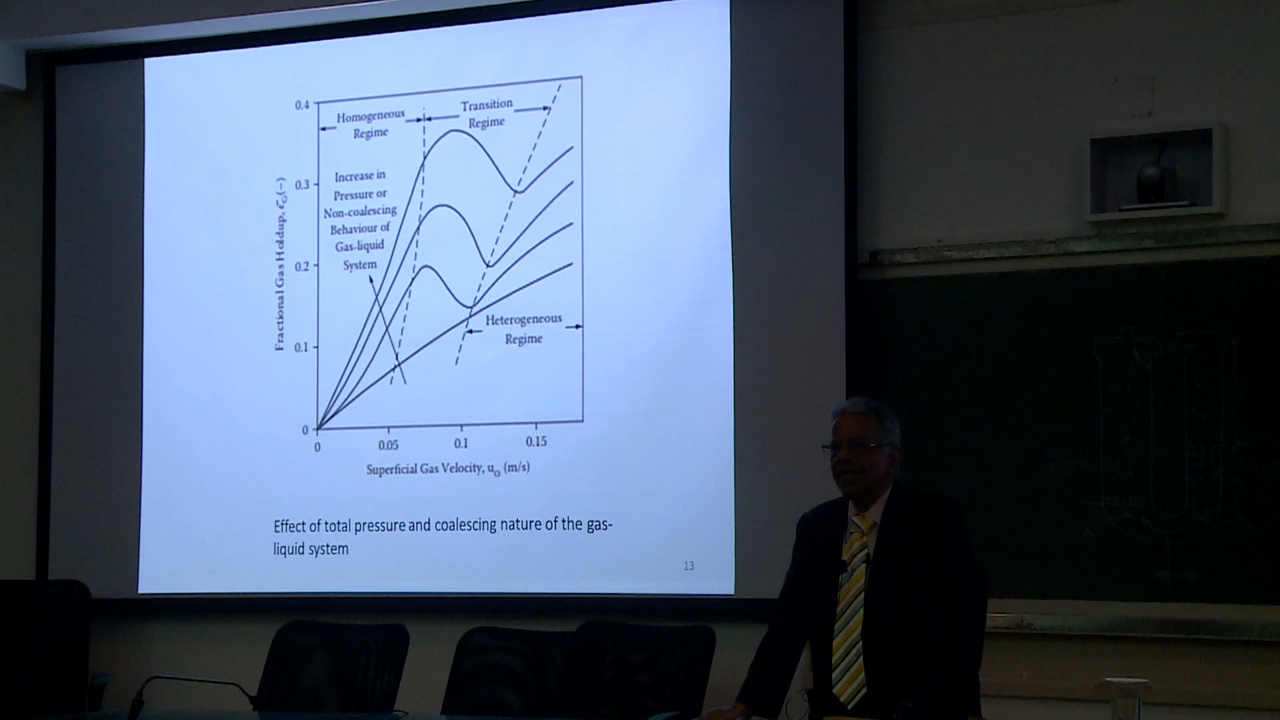 0.4
Homogeneous
Regime
Transition
Regime
0.3
Increase in
Pressure or
Non-coalescing
Behaviour of
Gas-liquid
System
Fractional Gas Holdup, ϵG(−)
0.2
Heterogeneous
Regime
0.1
0
0
0.05
0.1
0.15
Superficial Gas Velocity, uG (m/s)
Effect of total pressure and coalescing nature of the gas-
liquid system
13